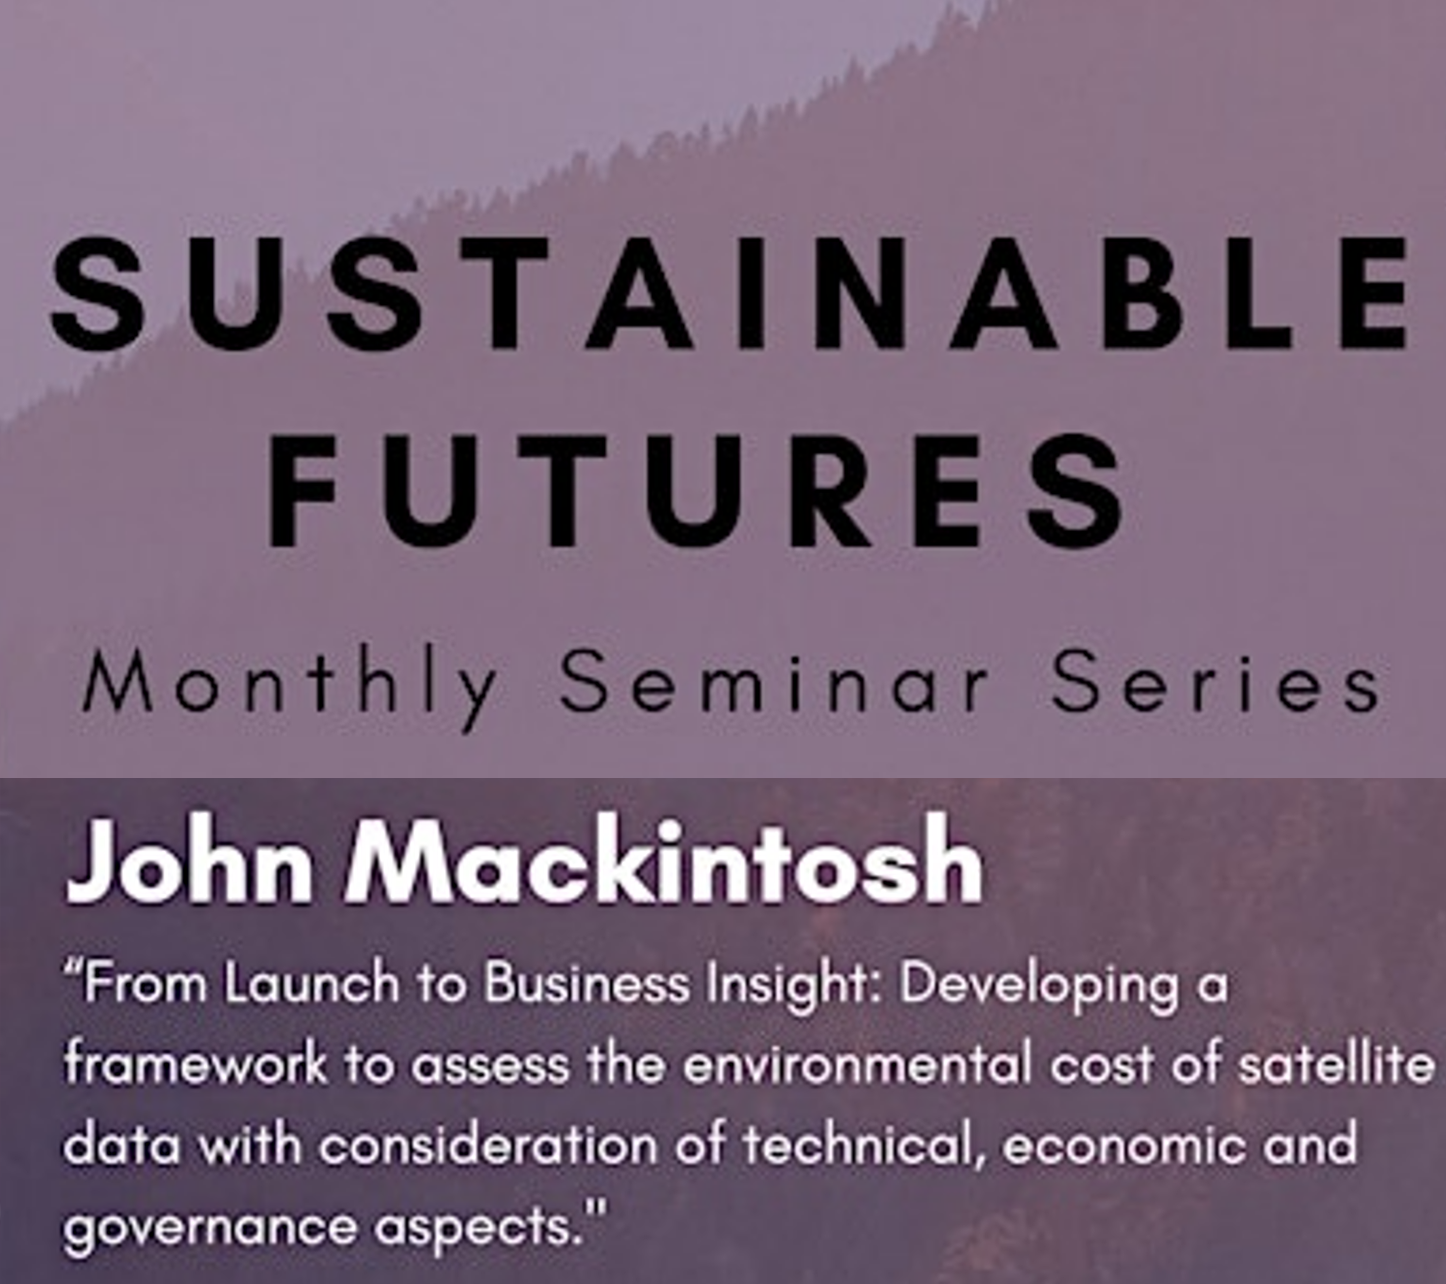 SUSTAINABLE
FUTURES
Monthly Seminar Series
John Mackintosh
“From Launch to Business Insight: Developing a
framework to assess the environmental cost of satellite
data with consideration of technical, economic and
governance aspects."